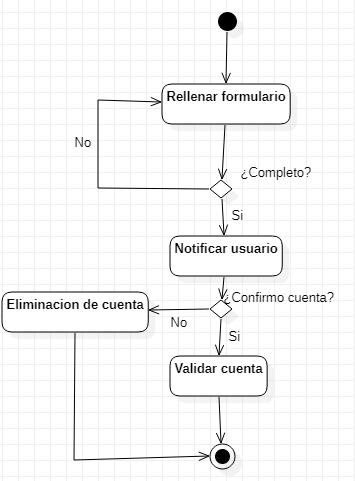 Rellenar formulario
No
¿Completo?
Si
Notificar usuario
¿Confirmo cuenta?
Eliminacion de cuenta
No
Si
Validar cuenta